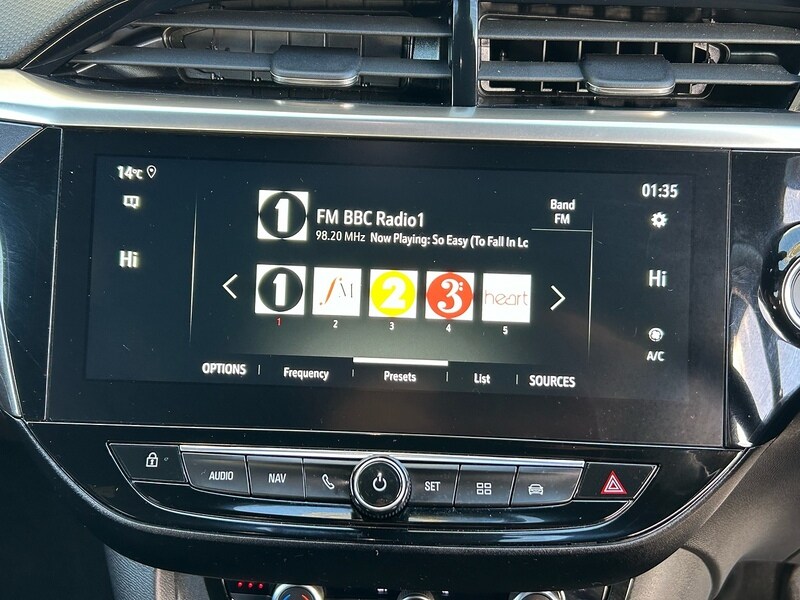 14°C
01:35
1
FM BBC Radio1
98.20 MHz Now Playing: So Easy (To Fall In Lc
Band
FM
Hi
Hi
1 fM 2 3 heart
1 2 3 4 5
A/C
OPTIONS Frequency Presets List SOURCES
AUDIO NAV SET